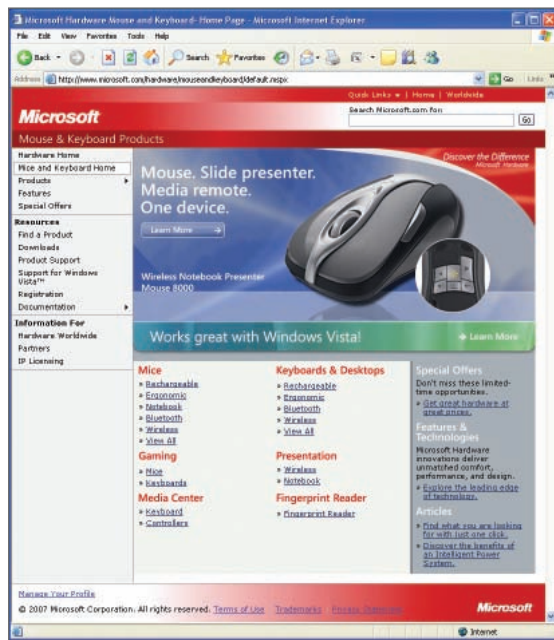 Microsoft Hardware Mouse and Keyboard- Home Page - Microsoft Internet Explorer
File Edit View Favorites Tools Help
Back Search Favorites
Address http://www.microsoft.com/hardware/mouseandkeyboard/default.mspx Go Links
Quick Links | Home | Worldwide
Microsoft
Search Microsoft.com for:
Go
Mouse & Keyboard Products
Hardware Home
Mice and Keyboard Home
Products
Features
Special Offers
Resources
Find a Product
Downloads
Product Support
Support for Windows
Vista™
Registration
Documentation
Information For
Hardware Worldwide
Partners
IP Licensing
Discover the Difference
Microsoft Hardware
Mouse. Slide presenter.
Media remote.
One device.
Learn More
Wireless Notebook Presenter
Mouse 8000
Works great with Windows Vista!
Learn More
Mice
» Rechargeable
» Ergonomic
» Notebook
» Bluetooth
» Wireless
» View All
Gaming
» Mice
» Keyboards
Media Center
» Keyboard
» Controllers
Keyboards & Desktops
» Rechargeable
» Ergonomic
» Bluetooth
» Wireless
» View All
Presentation
» Wireless
» Notebook
Fingerprint Reader
» Fingerprint Reader
Special Offers
Don't miss these limited-
time opportunities.
» Get great hardware at
great prices.
Features &
Technologies
Microsoft Hardware
innovations deliver
unmatched comfort,
performance, and design.
» Explore the leading edge
of technology.
Articles
» Find what you are looking
for with just one click.
» Discover the benefits of
an Intelligent Power
System.
Manage Your Profile
© 2007 Microsoft Corporation. All rights reserved. Terms of Use Trademarks Privacy Statement
Microsoft
Internet